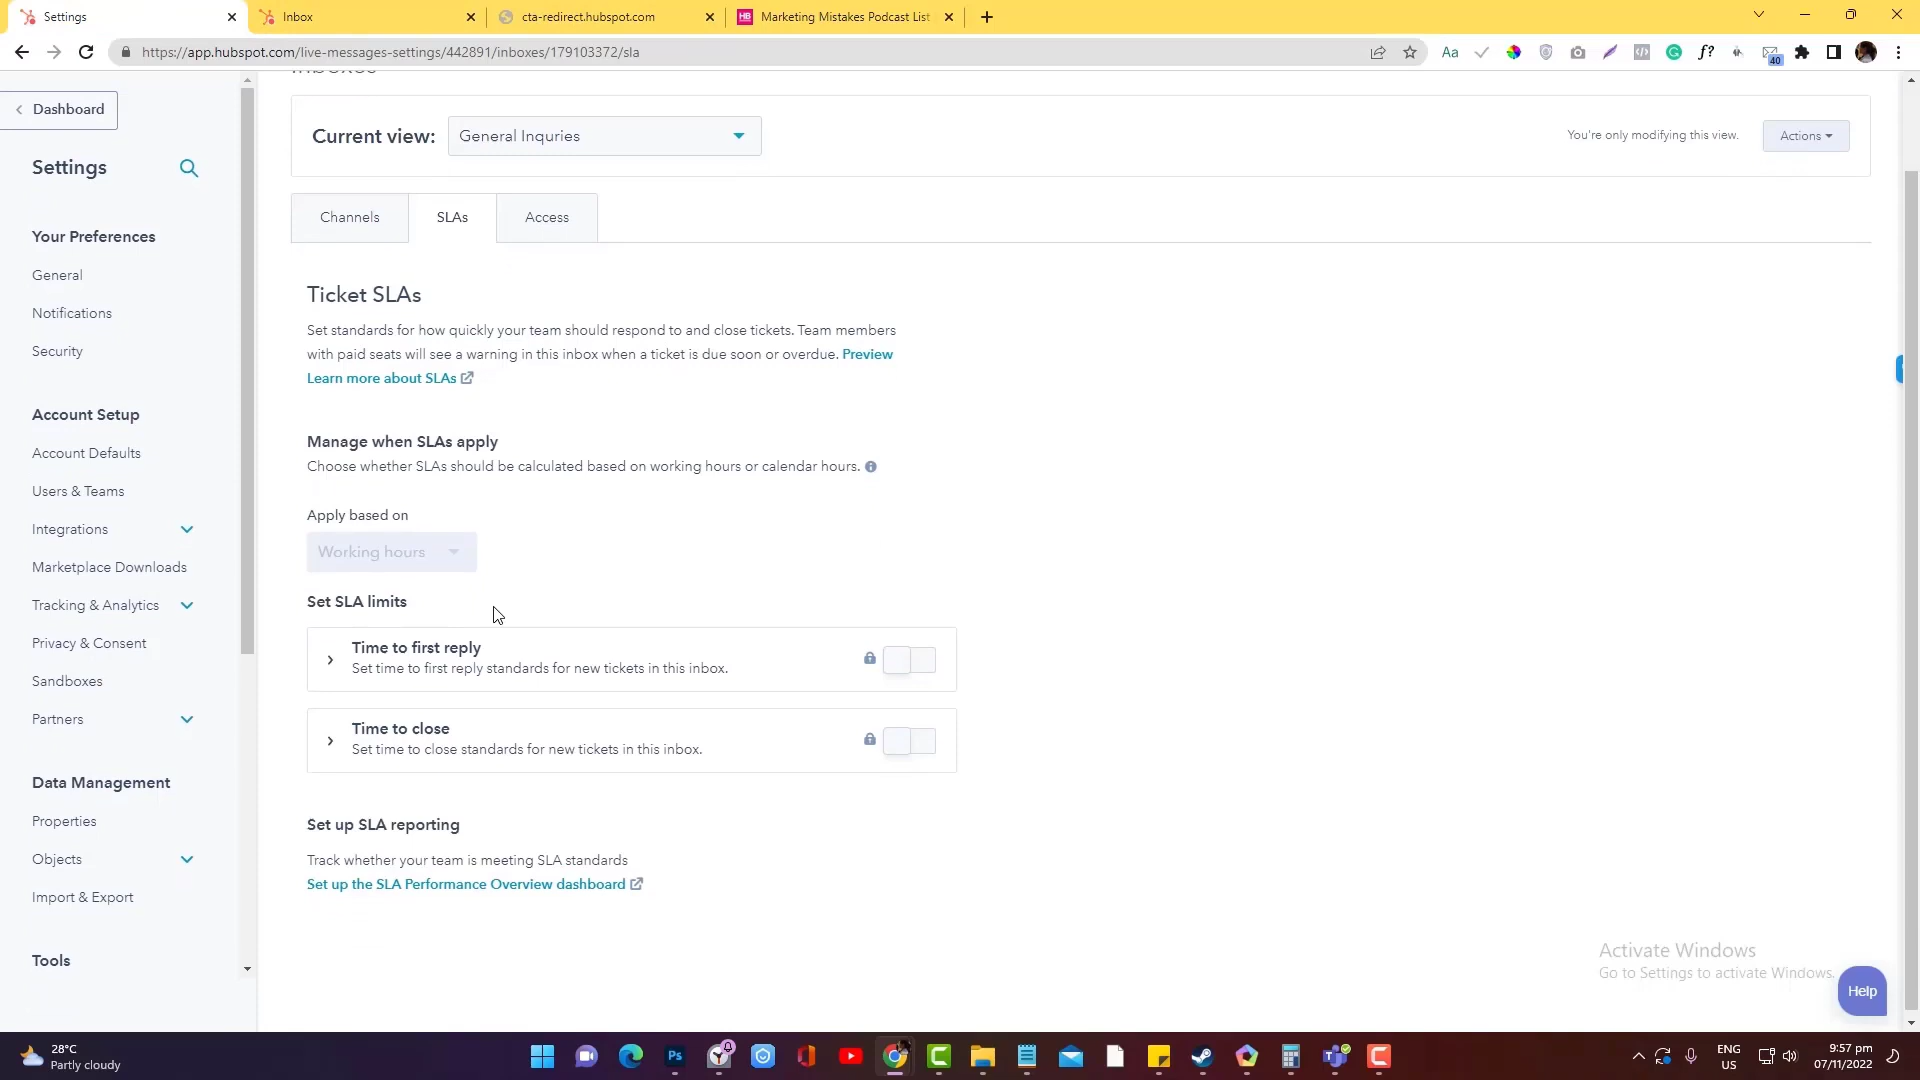 Settings
Inbox
cta-redirect.hubspot.com
Marketing Mistakes Podcast List
https://app.hubspot.com/live-messages-settings/442891/inboxes/179103372/sla
Aa
f?
40
Inboxes
Dashboard
Current view:
General Inquries
You're only modifying this view.
Actions
Settings
Channels
SLAs
Access
Your Preferences
General
Notifications
Security
Ticket SLAs
Set standards for how quickly your team should respond to and close tickets. Team members
with paid seats will see a warning in this inbox when a ticket is due soon or overdue. Preview
Learn more about SLAs
Account Setup
Account Defaults
Users & Teams
Integrations
Marketplace Downloads
Tracking & Analytics
Privacy & Consent
Sandboxes
Partners
Manage when SLAs apply
Choose whether SLAs should be calculated based on working hours or calendar hours.
Apply based on
Working hours
Set SLA limits
Time to first reply
Set time to first reply standards for new tickets in this inbox.
Time to close
Set time to close standards for new tickets in this inbox.
Data Management
Properties
Objects
Import & Export
Tools
Set up SLA reporting
Track whether your team is meeting SLA standards
Set up the SLA Performance Overview dashboard
Activate Windows
Go to Settings to activate Windows.
Help
28°C
Partly cloudy
Ps
ENG
US
9:57 pm
07/11/2022